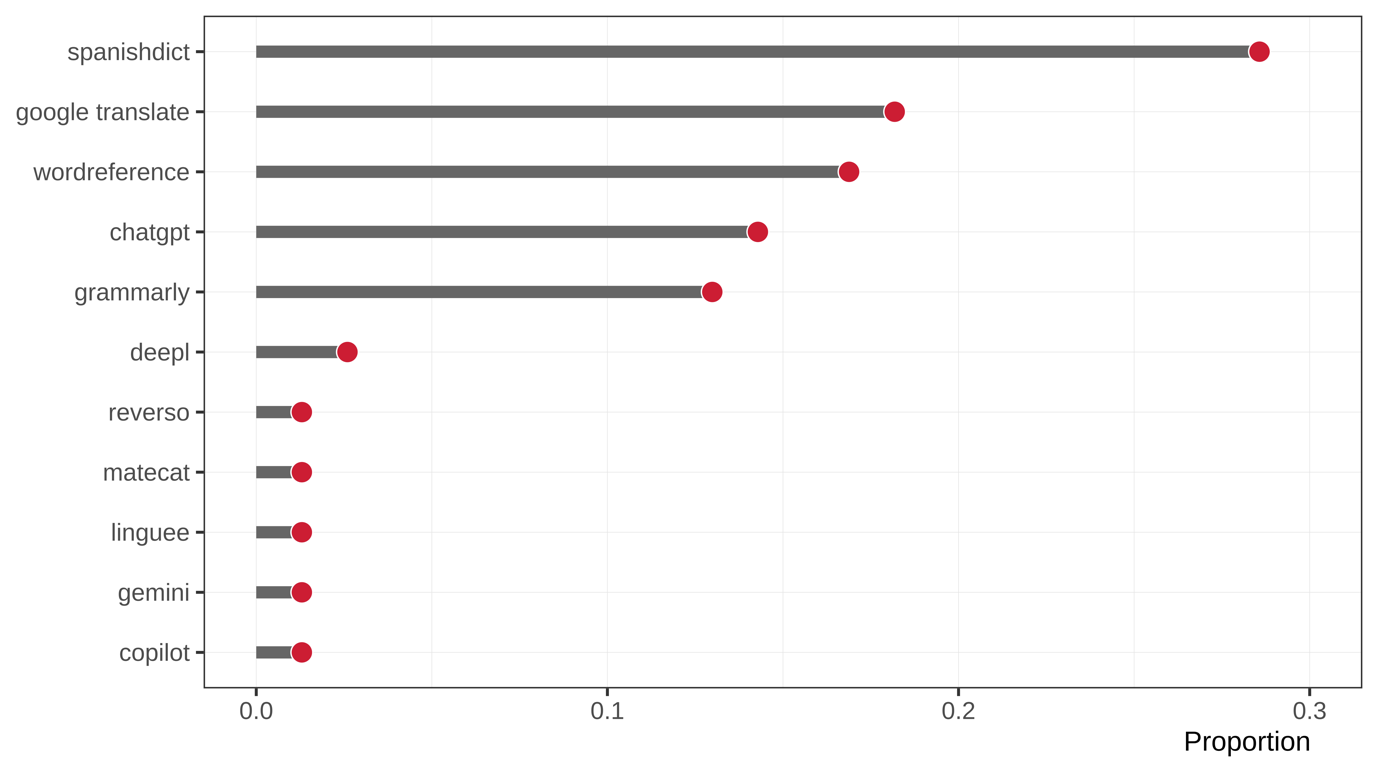 spanishdict
google translate
wordreference
chatgpt
grammarly
deepl
reverso
matecat
linguee
gemini
copilot
0.0 0.1 0.2 0.3
Proportion